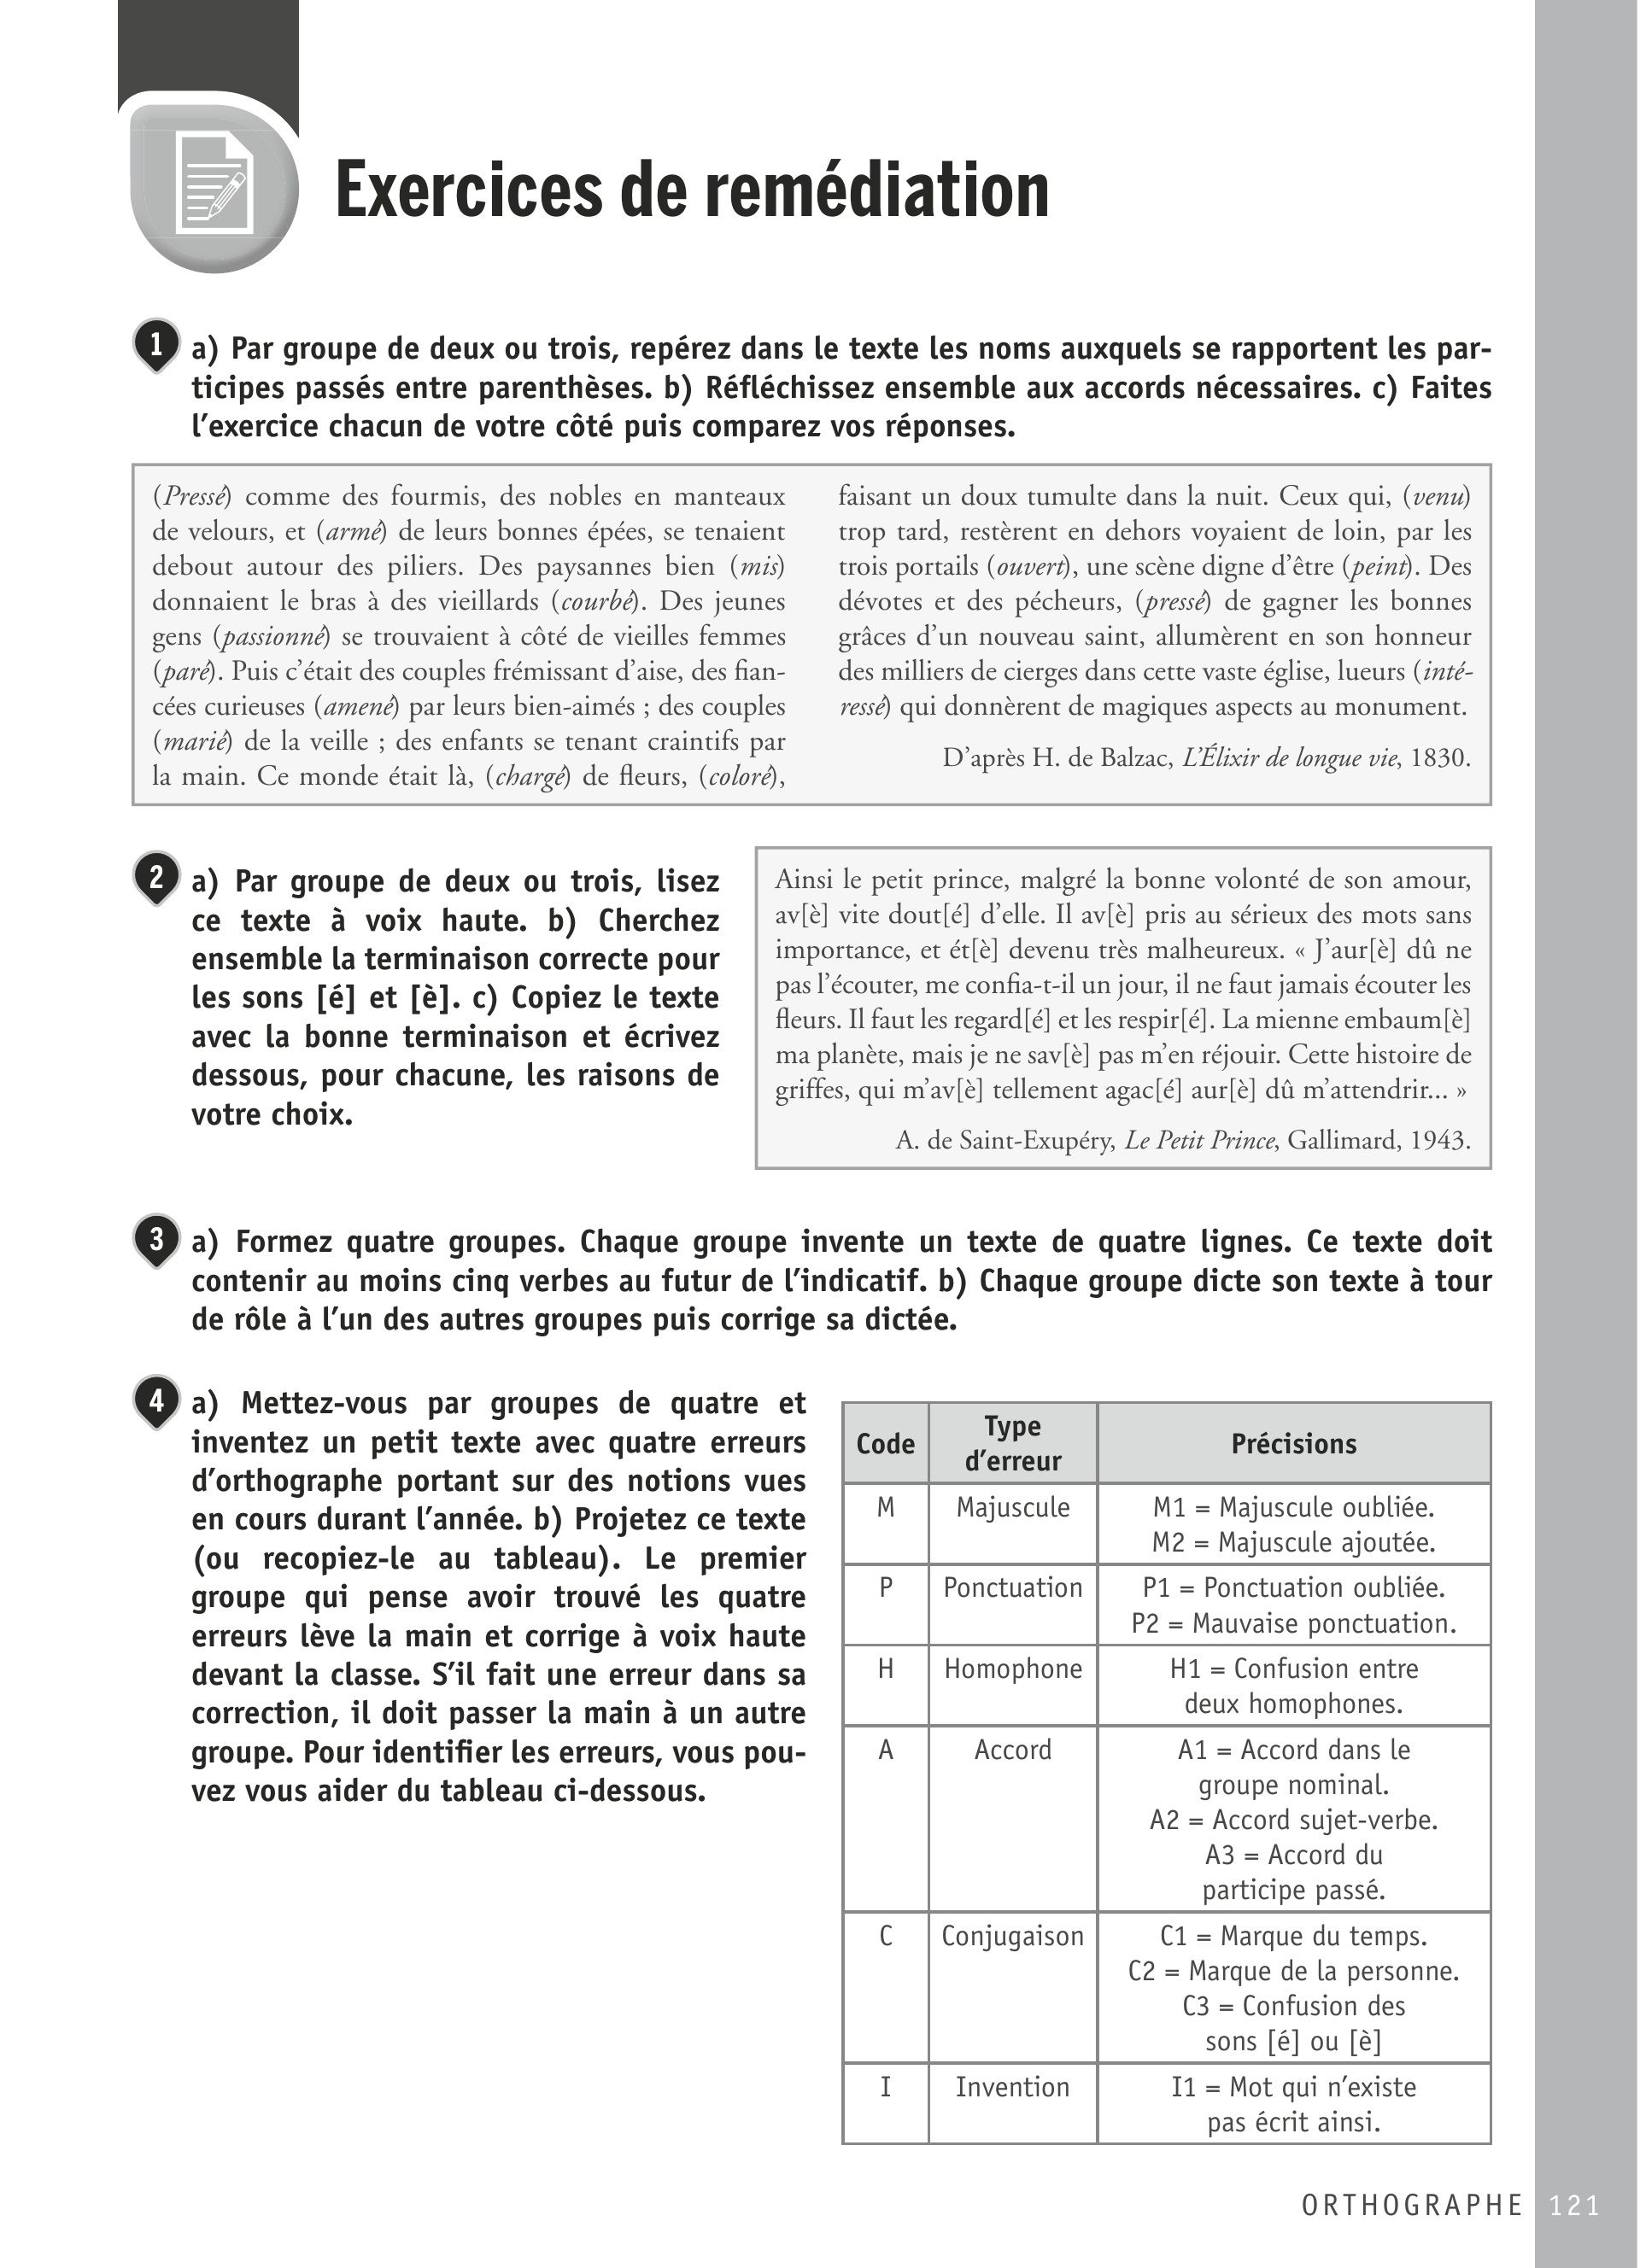 Exercices de remédiation
1
a) Par groupe de deux ou trois, repérez dans le texte les noms auxquels se rapportent les par-
ticipes passés entre parenthèses. b) Réfléchissez ensemble aux accords nécessaires. c) Faites
l’exercice chacun de votre côté puis comparez vos réponses.
(Pressé) comme des fourmis, des nobles en manteaux
de velours, et (armé) de leurs bonnes épées, se tenaient
debout autour des piliers. Des paysannes bien (mis)
donnaient le bras à des vieillards (courbé). Des jeunes
gens (passionné) se trouvaient à côté de vieilles femmes
(paré). Puis c’était des couples frémissant d’aise, des fian-
cées curieuses (amené) par leurs bien-aimés ; des couples
(marié) de la veille ; des enfants se tenant craintifs par
la main. Ce monde était là, (chargé) de fleurs, (coloré),
faisant un doux tumulte dans la nuit. Ceux qui, (venu)
trop tard, restèrent en dehors voyaient de loin, par les
trois portails (ouvert), une scène digne d’être (peint). Des
dévotes et des pécheurs, (pressé) de gagner les bonnes
grâces d’un nouveau saint, allumèrent en son honneur
des milliers de cierges dans cette vaste église, lueurs (inté-
ressé) qui donnèrent de magiques aspects au monument.
D’après H. de Balzac, L’Élixir de longue vie, 1830.
2
a) Par groupe de deux ou trois, lisez
ce texte à voix haute. b) Cherchez
ensemble la terminaison correcte pour
les sons [é] et [è]. c) Copiez le texte
avec la bonne terminaison et écrivez
dessous, pour chacune, les raisons de
votre choix.
Ainsi le petit prince, malgré la bonne volonté de son amour,
av[è] vite dout[é] d’elle. Il av[è] pris au sérieux des mots sans
importance, et ét[è] devenu très malheureux. « J’aur[è] dû ne
pas l’écouter, me confia-t-il un jour, il ne faut jamais écouter les
fleurs. Il faut les regard[é] et les respir[é]. La mienne embaum[è]
ma planète, mais je ne sav[è] pas m’en réjouir. Cette histoire de
griffes, qui m’av[è] tellement agac[é] aur[è] dû m’attendrir... »
A. de Saint-Exupéry, Le Petit Prince, Gallimard, 1943.
3
a) Formez quatre groupes. Chaque groupe invente un texte de quatre lignes. Ce texte doit
contenir au moins cinq verbes au futur de l’indicatif. b) Chaque groupe dicte son texte à tour
de rôle à l’un des autres groupes puis corrige sa dictée.
4
a) Mettez-vous par groupes de quatre et
inventez un petit texte avec quatre erreurs
d’orthographe portant sur des notions vues
en cours durant l’année. b) Projetez ce texte
(ou recopiez-le au tableau). Le premier
groupe qui pense avoir trouvé les quatre
erreurs lève la main et corrige à voix haute
devant la classe. S’il fait une erreur dans sa
correction, il doit passer la main à un autre
groupe. Pour identifier les erreurs, vous pou-
vez vous aider du tableau ci-dessous.
Code
Type
d’erreur
Précisions
M
Majuscule
M1 = Majuscule oubliée.
M2 = Majuscule ajoutée.
P
Ponctuation
P1 = Ponctuation oubliée.
P2 = Mauvaise ponctuation.
H
Homophone
H1 = Confusion entre
deux homophones.
A
Accord
A1 = Accord dans le
groupe nominal.
A2 = Accord sujet-verbe.
A3 = Accord du
participe passé.
C
Conjugaison
C1 = Marque du temps.
C2 = Marque de la personne.
C3 = Confusion des
sons [é] ou [è]
I
Invention
I1 = Mot qui n’existe
pas écrit ainsi.
ORTHOGRAPHE 121